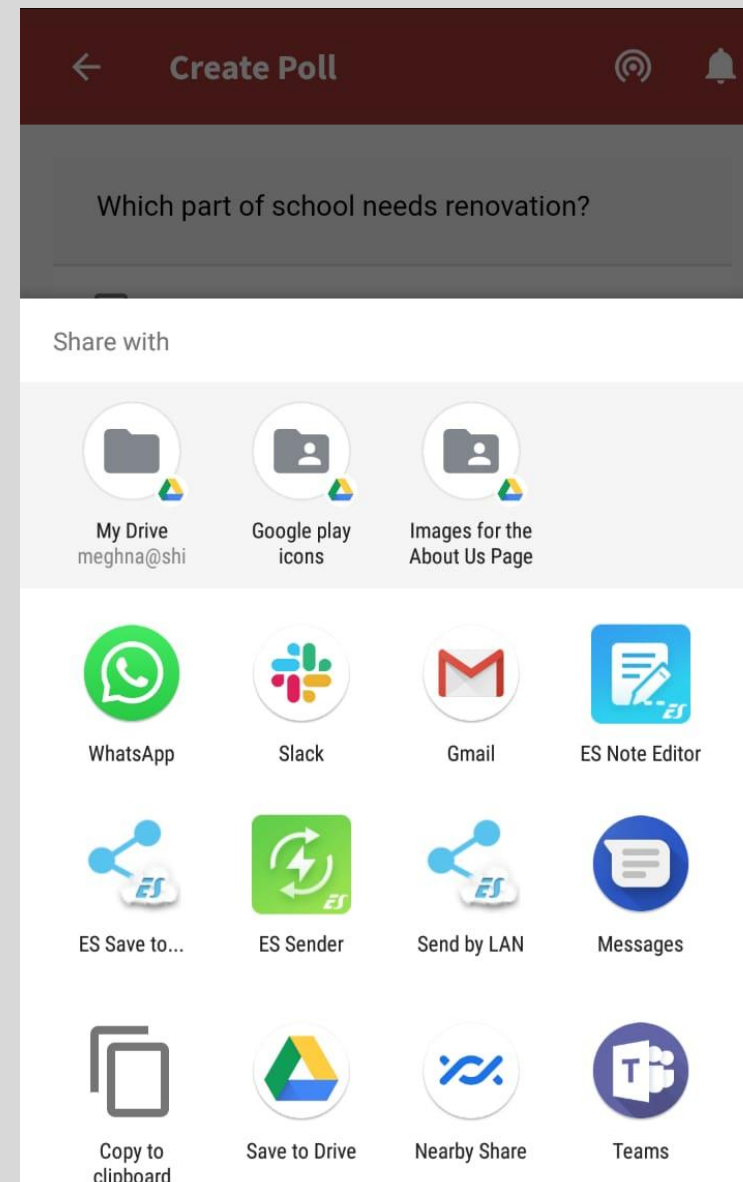 Create Poll
Which part of school needs renovation?
Share with
My Drive
meghna@shi
Google play
icons
Images for the
About Us Page
WhatsApp
Slack
Gmail
ES Note Editor
ES Save to...
ES Sender
Send by LAN
Messages
Copy to
clipboard
Save to Drive
Nearby Share
Teams